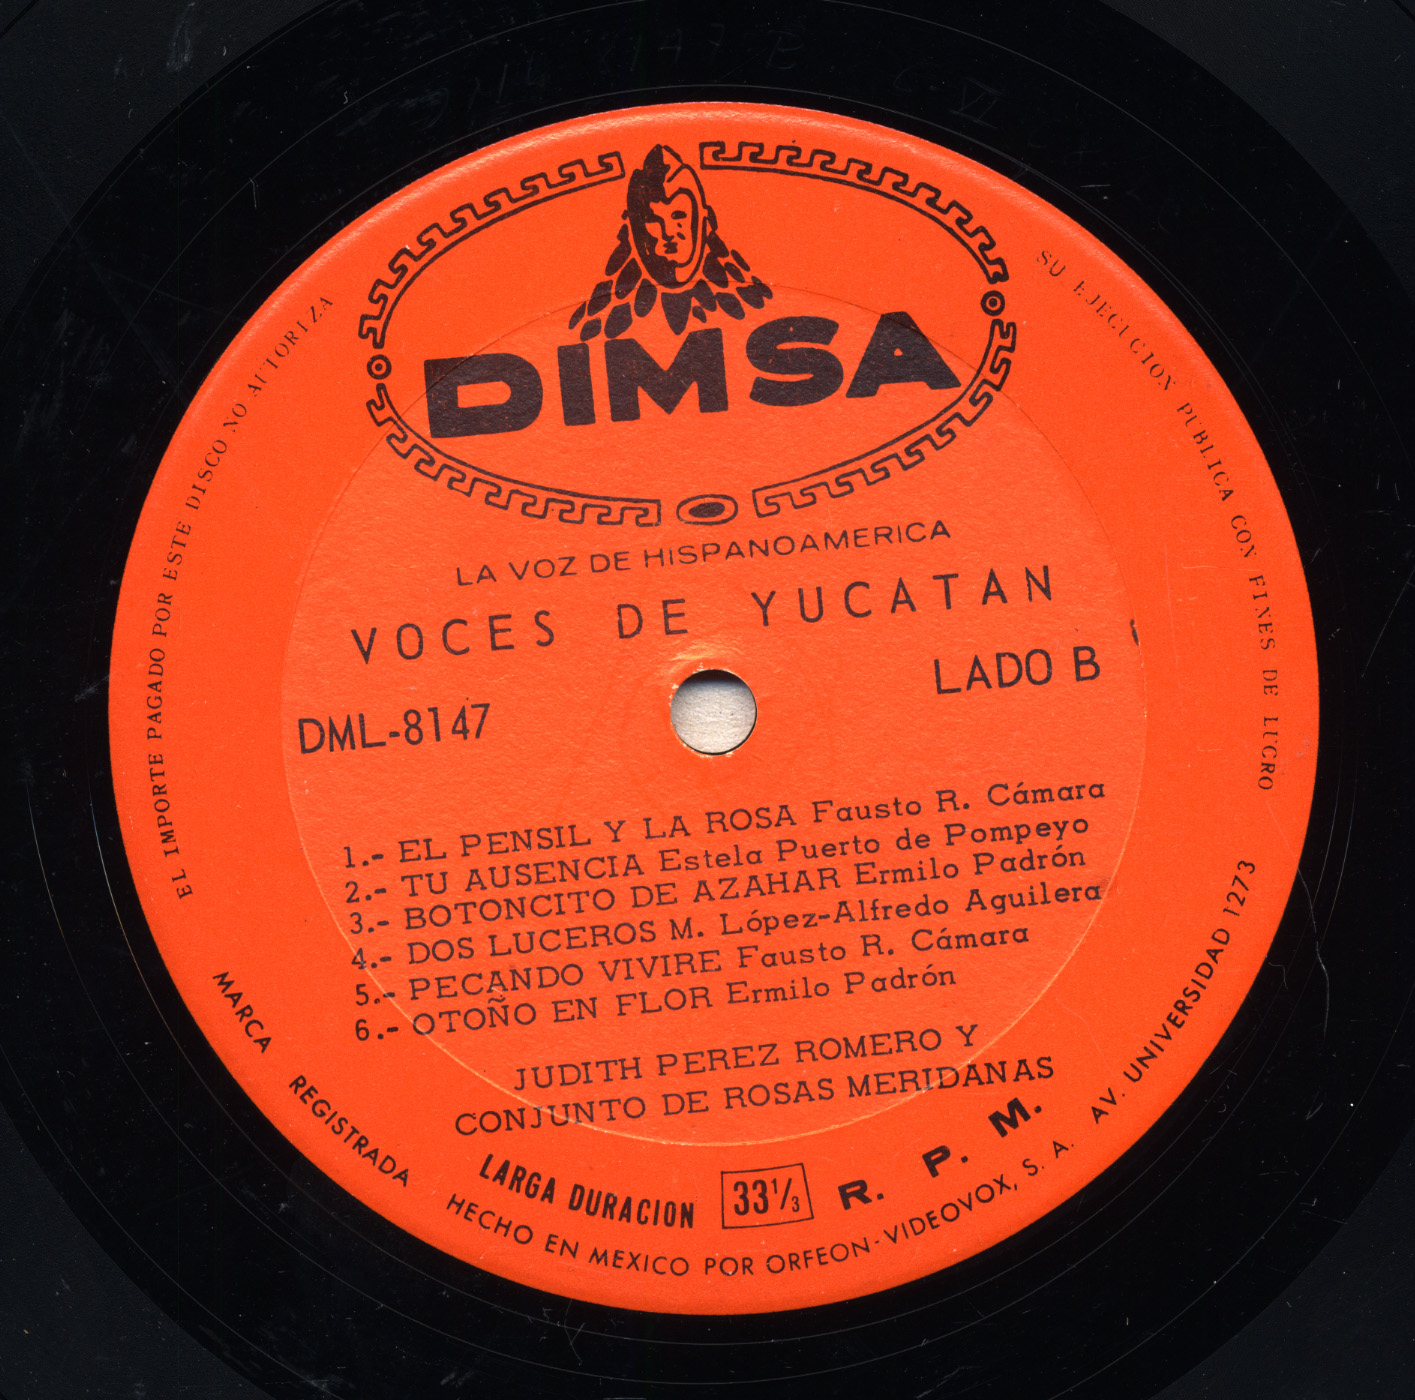 DIMSA
LA VOZ DE HISPANOAMERICA
VOCES DE YUCATAN
LADO B
DML-8147
1.- EL PENSIL Y LA ROSA Fausto R. Cámara
2.- TU AUSENCIA Estela Puerto de Pompeyo
3.- BOTONCITO DE AZAHAR Ermilo Padrón
4.- DOS LUCEROS M. López-Alfredo Aguilera
5.- PECANDO VIVIRE Fausto R. Cámara
6.- OTOÑO EN FLOR Ermilo Padrón
JUDITH PEREZ ROMERO Y
CONJUNTO DE ROSAS MERIDANAS
LARGA DURACION 33⅓ R. P. M.
EL IMPORTE PAGADO POR ESTE DISCO NO AUTORIZA
SU EJECUCION PUBLICA CON FINES DE LUCRO
MARCA REGISTRADA HECHO EN MEXICO POR ORFEON-VIDEOVOX, S. A. AV. UNIVERSIDAD 1273